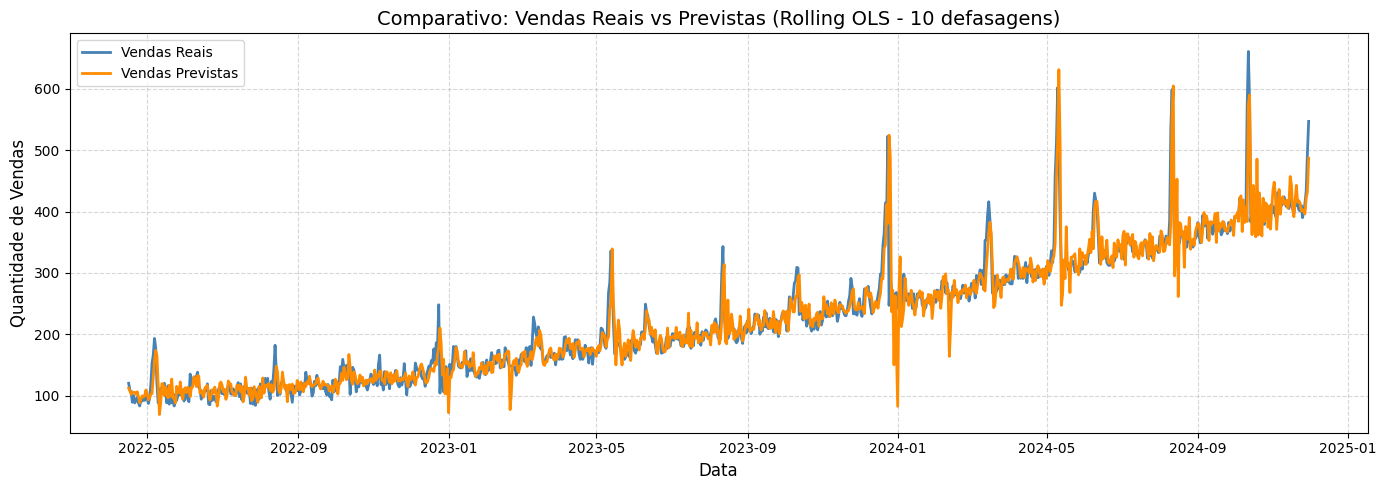 Comparativo: Vendas Reais vs Previstas (Rolling OLS - 10 defasagens)
Vendas Reais
Vendas Previstas
Quantidade de Vendas
600
500
400
300
200
100
2022-05 2022-09 2023-01 2023-05 2023-09 2024-01 2024-05 2024-09 2025-01
Data